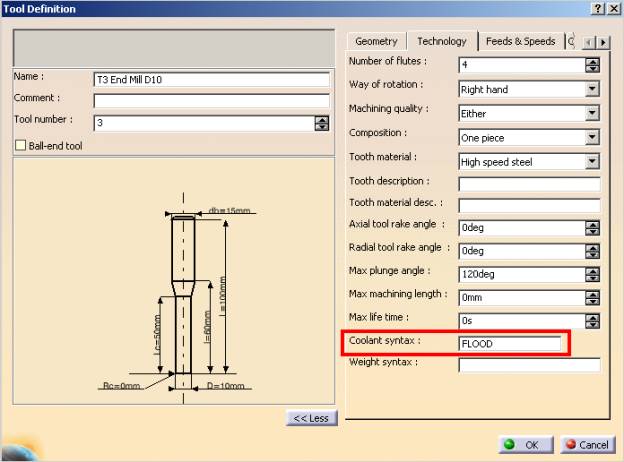 Tool Definition
Name : T3 End Mill D10
Comment :
Tool number : 3
Ball-end tool
db=15mm
L=100mm
l=60mm
Lc=50mm
Rc=0mm
D=10mm
<< Less
Geometry Technology Feeds & Speeds
Number of flutes : 4
Way of rotation : Right hand
Machining quality : Either
Composition : One piece
Tooth material : High speed steel
Tooth description :
Tooth material desc. :
Axial tool rake angle : 0deg
Radial tool rake angle : 0deg
Max plunge angle : 120deg
Max machining length : 0mm
Max life time : 0s
Coolant syntax : FLOOD
Weight syntax :
OK Cancel